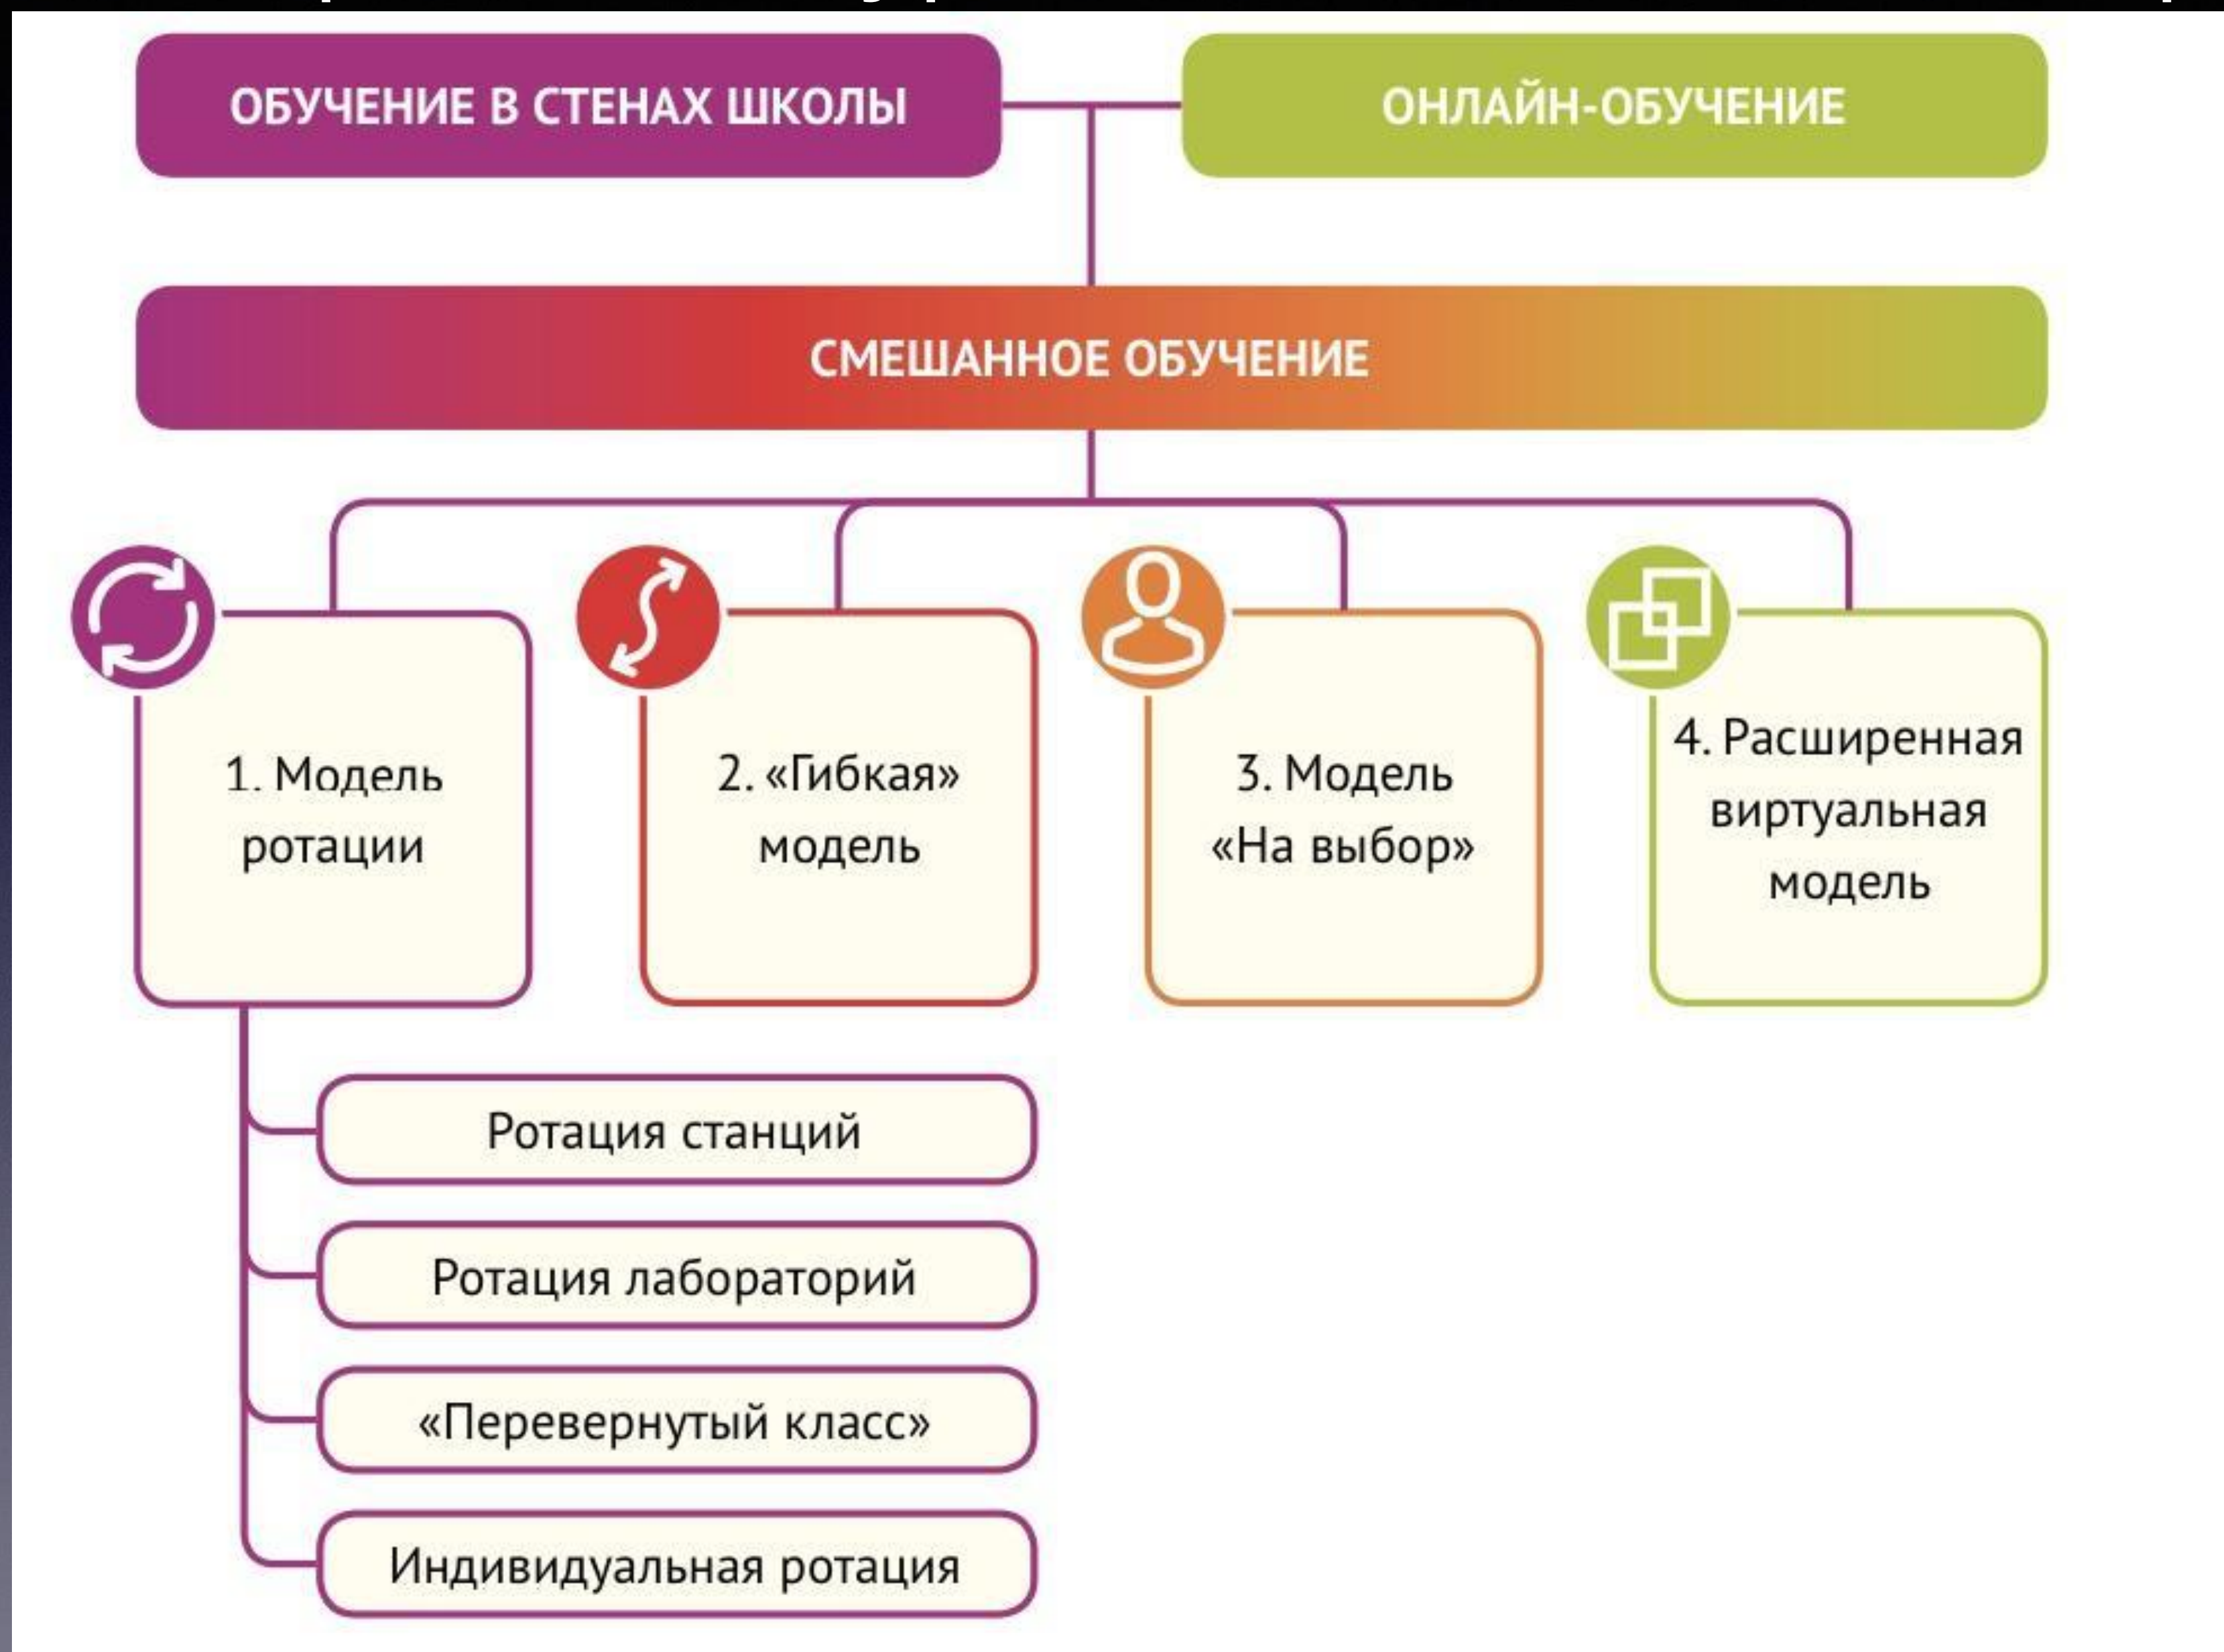 ОБУЧЕНИЕ В СТЕНАХ ШКОЛЫ
ОНЛАЙН-ОБУЧЕНИЕ
СМЕШАННОЕ ОБУЧЕНИЕ
1. Модель
ротации
2. «Гибкая»
модель
3. Модель
«На выбор»
4. Расширенная
виртуальная
модель
Ротация станций
Ротация лабораторий
«Перевернутый класс»
Индивидуальная ротация